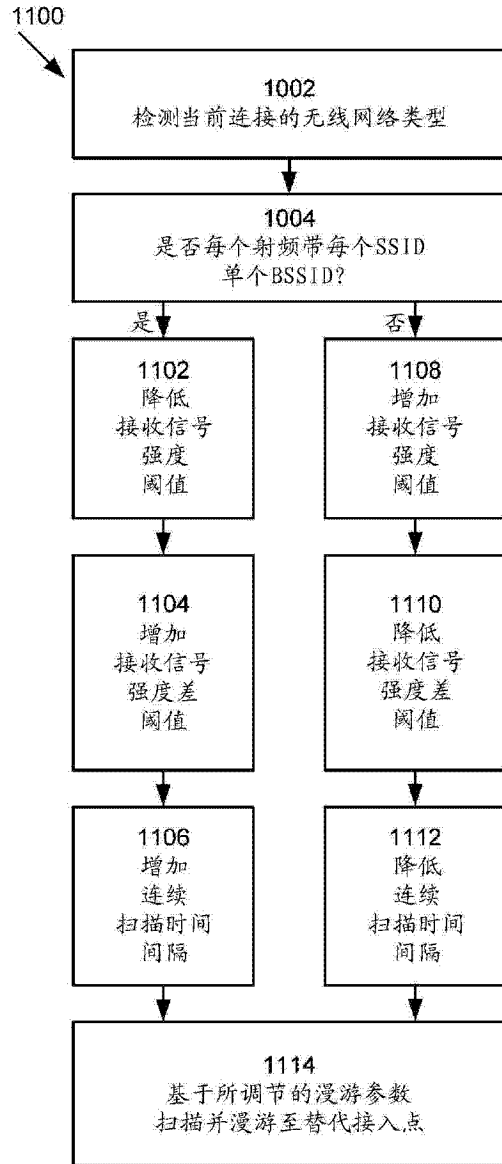 1100
1002
检测当前连接的无线网络类型
1004
是否每个射频带每个SSID
单个BSSID?
是
否
1102
降低
接收信号
强度
阈值
1108
增加
接收信号
强度
阈值
1104
增加
接收信号
强度差
阈值
1110
降低
接收信号
强度差
阈值
1106
增加
连续
扫描时间
间隔
1112
降低
连续
扫描时间
间隔
1114
基于所调节的漫游参数
扫描并漫游至替代接入点